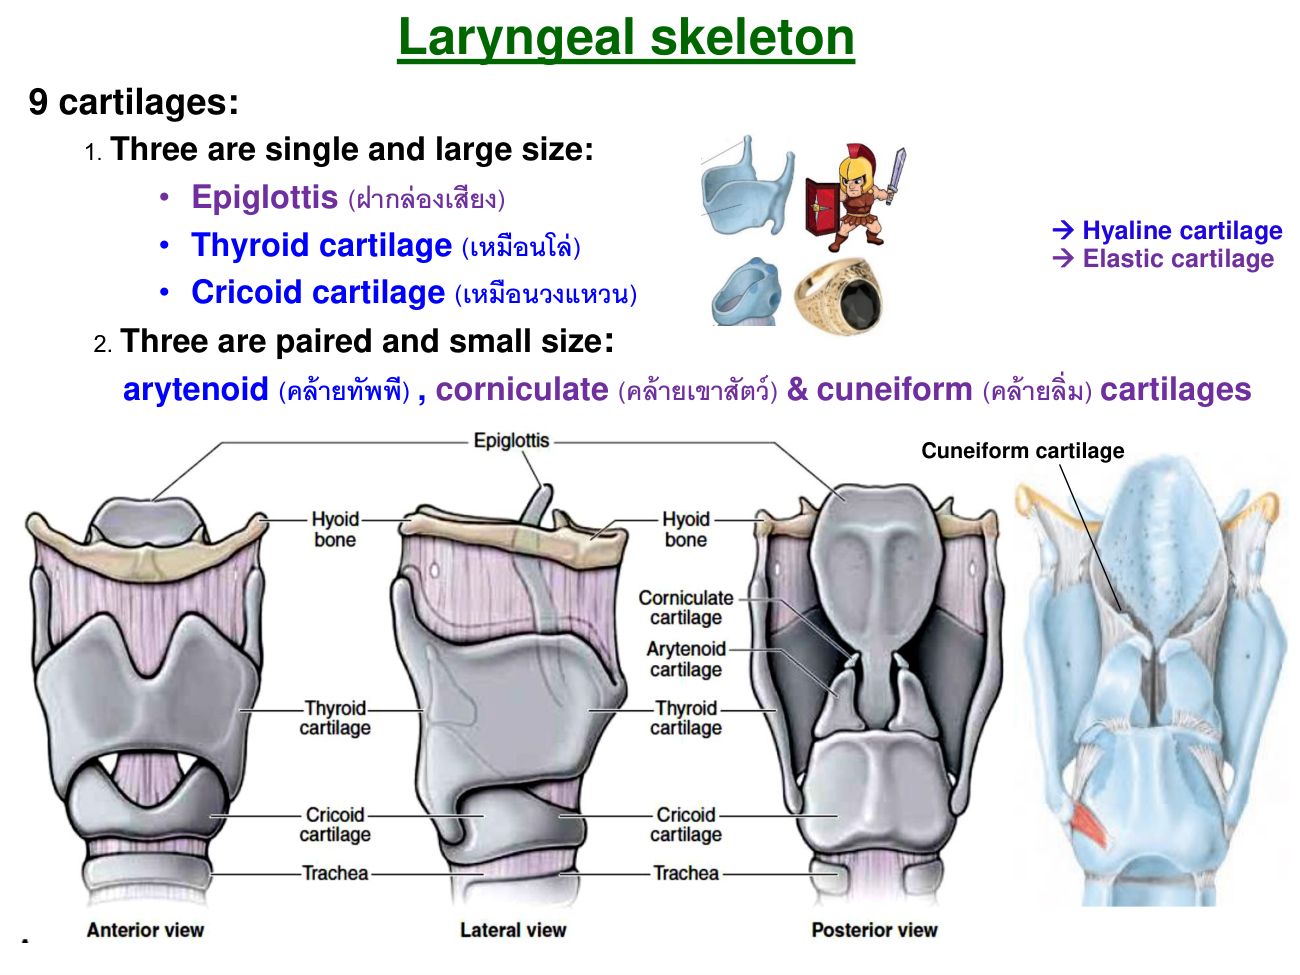 Laryngeal skeleton
9 cartilages:
1. Three are single and large size:
• Epiglottis (ฝากล่องเสียง)
• Thyroid cartilage (เหมือนโล่)
• Cricoid cartilage (เหมือนวงแหวน)
→ Hyaline cartilage
→ Elastic cartilage
2. Three are paired and small size:
arytenoid (คล้ายทัพพี) , corniculate (คล้ายเขาสัตว์) & cuneiform (คล้ายลิ่ม) cartilages
Epiglottis
Cuneiform cartilage
Hyoid
bone
Hyoid
bone
Corniculate
cartilage
Arytenoid
cartilage
Thyroid
cartilage
Thyroid
cartilage
Cricoid
cartilage
Cricoid
cartilage
Trachea
Trachea
Anterior view
Lateral view
Posterior view